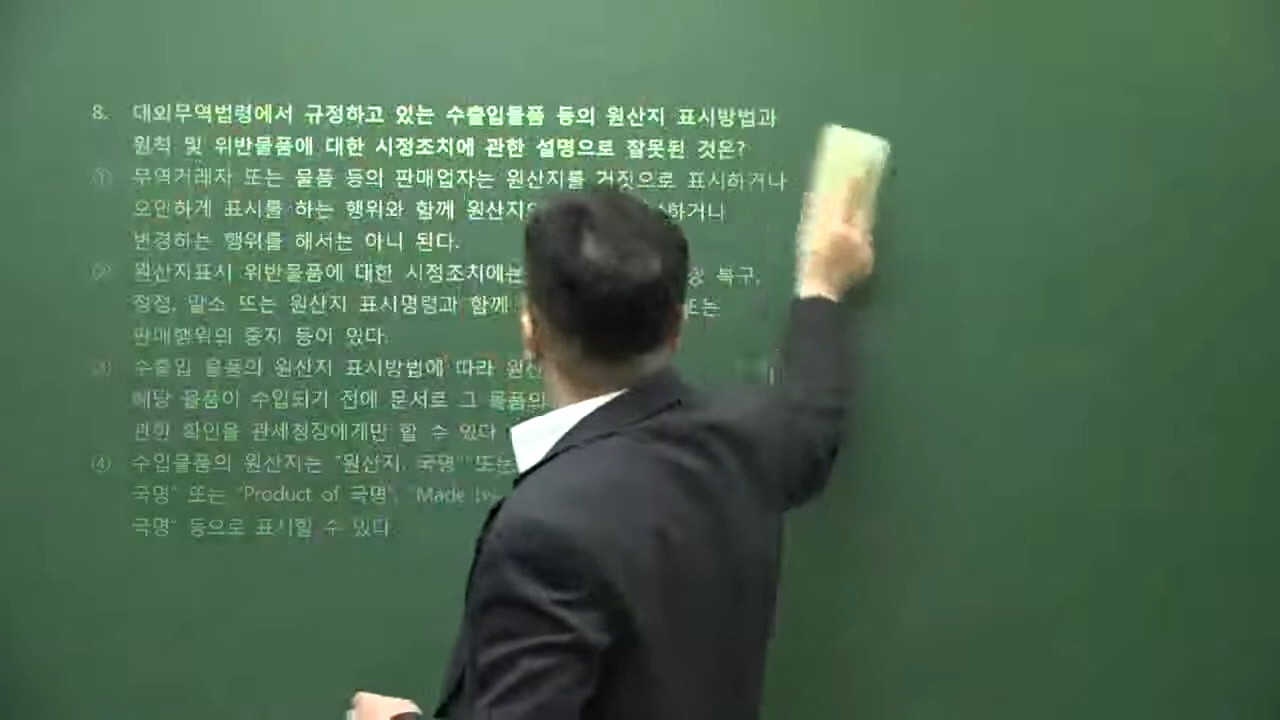 8. 대외무역법령에서 규정하고 있는 수출입물품 등의 원산지 표시방법과
원칙 및 위반물품에 대한 시정조치에 관한 설명으로 잘못된 것은?
① 무역거래자 또는 물품 등의 판매업자는 원산지를 거짓으로 표시하거나
오인하게 표시를 하는 행위와 함께 원산지 하거나
변경하는 행위를 해서는 아니 된다.
② 원산지표시 위반물품에 대한 시정조치에는 복구,
정정, 말소 또는 원산지 표시명령과 함께 또는
판매행위의 중지 등이 있다.
③ 수출입 물품의 원산지 표시방법에 따라
해당 물품이 수입되기 전에 문서로 그 물품의
관한 확인을 관세청장에게만 할 수 있다
④ 수입물품의 원산지는 "원산지: 국명" 또는
국명" 또는 "Product of 국명", "Made
국명" 등으로 표시할 수 있다